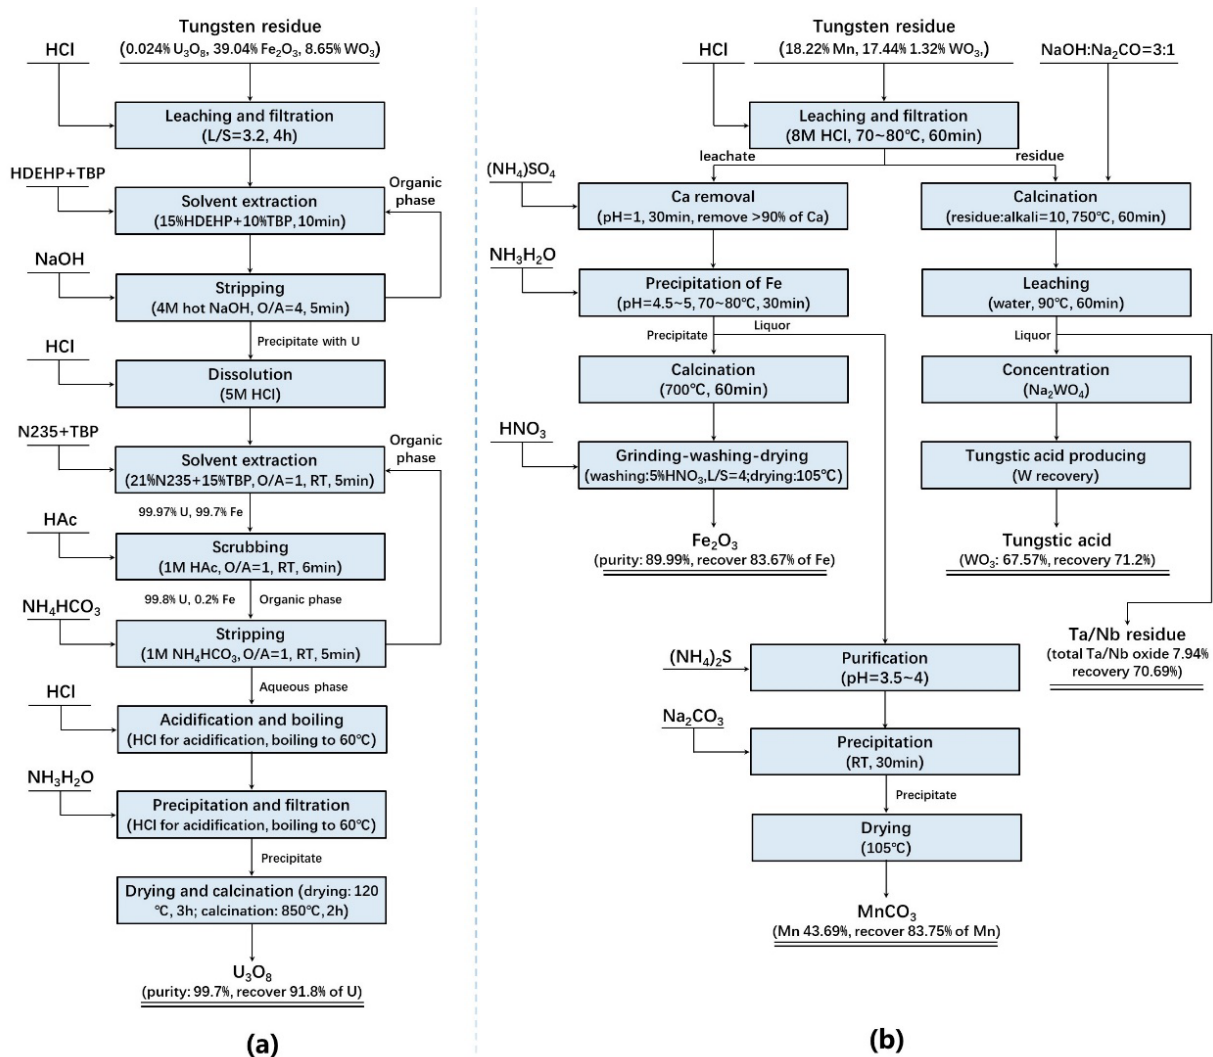 Tungsten residue
(0.024% U₃O₈, 39.04% Fe₂O₃, 8.65% WO₃)
HCl
Leaching and filtration
(L/S=3.2, 4h)
HDEHP+TBP
Solvent extraction
(15%HDEHP+10%TBP, 10min)
Organic
phase
NaOH
Stripping
(4M hot NaOH, O/A=4, 5min)
Precipitate with U
HCl
Dissolution
(5M HCl)
N235+TBP
Solvent extraction
(21%N235+15%TBP, O/A=1, RT, 5min)
Organic
phase
99.97% U, 99.7% Fe
HAc
Scrubbing
(1M HAc, O/A=1, RT, 6min)
99.8% U, 0.2% Fe
Organic phase
NH₄HCO₃
Stripping
(1M NH₄HCO₃, O/A=1, RT, 5min)
Aqueous phase
HCl
Acidification and boiling
(HCl for acidification, boiling to 60℃)
NH₃H₂O
Precipitation and filtration
(HCl for acidification, boiling to 60℃)
Precipitate
Drying and calcination (drying: 120
℃, 3h; calcination: 850℃, 2h)
U₃O₈
(purity: 99.7%, recover 91.8% of U)
(a)
Tungsten residue
(18.22% Mn, 17.44% 1.32% WO₃,)
HCl
NaOH:Na₂CO=3:1
Leaching and filtration
(8M HCl, 70~80℃, 60min)
leachate
residue
(NH₄)SO₄
Ca removal
(pH=1, 30min, remove >90% of Ca)
Calcination
(residue:alkali=10, 750℃, 60min)
NH₃H₂O
Precipitation of Fe
(pH=4.5~5, 70~80℃, 30min)
Leaching
(water, 90℃, 60min)
Precipitate
Liquor
Liquor
Calcination
(700℃, 60min)
Concentration
(Na₂WO₄)
HNO₃
Grinding-washing-drying
(washing:5%HNO₃,L/S=4;drying:105℃)
Tungstic acid producing
(W recovery)
Fe₂O₃
(purity: 89.99%, recover 83.67% of Fe)
Tungstic acid
(WO₃: 67.57%, recovery 71.2%)
Ta/Nb residue
(total Ta/Nb oxide 7.94%
recovery 70.69%)
(NH₄)₂S
Purification
(pH=3.5~4)
Na₂CO₃
Precipitation
(RT, 30min)
Precipitate
Drying
(105℃)
MnCO₃
(Mn 43.69%, recover 83.75% of Mn)
(b)